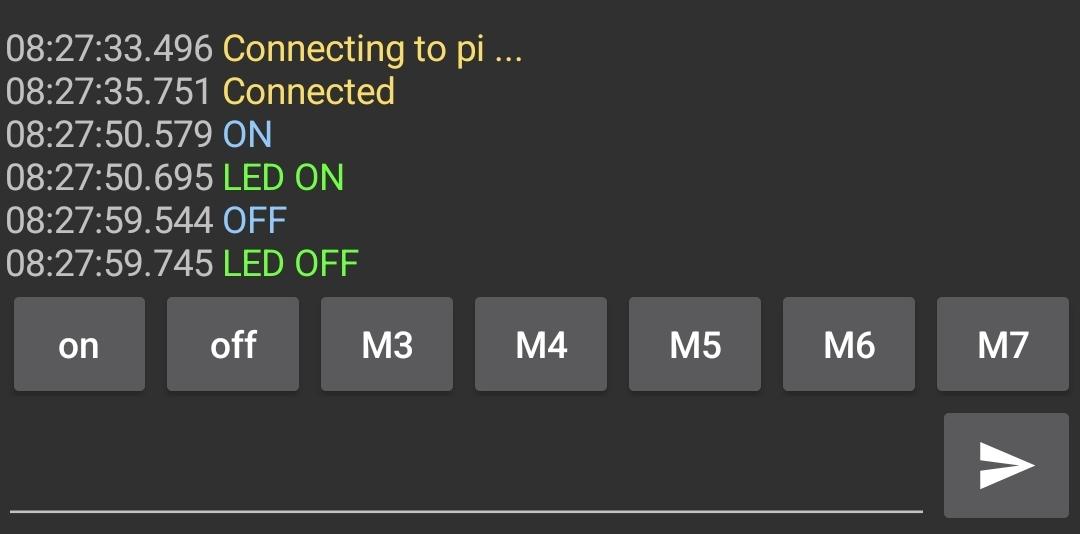 08:27:33.496 Connecting to pi ...
08:27:35.751 Connected
08:27:50.579 ON
08:27:50.695 LED ON
08:27:59.544 OFF
08:27:59.745 LED OFF
on off M3 M4 M5 M6 M7